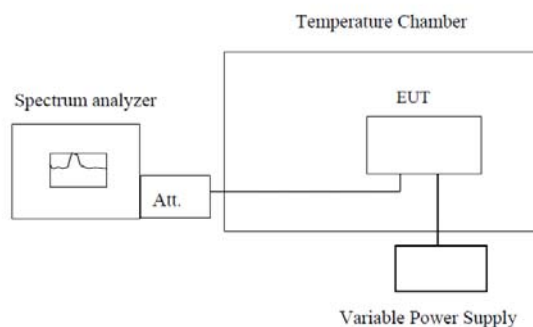 Temperature Chamber
Spectrum analyzer
EUT
Att.
Variable Power Supply